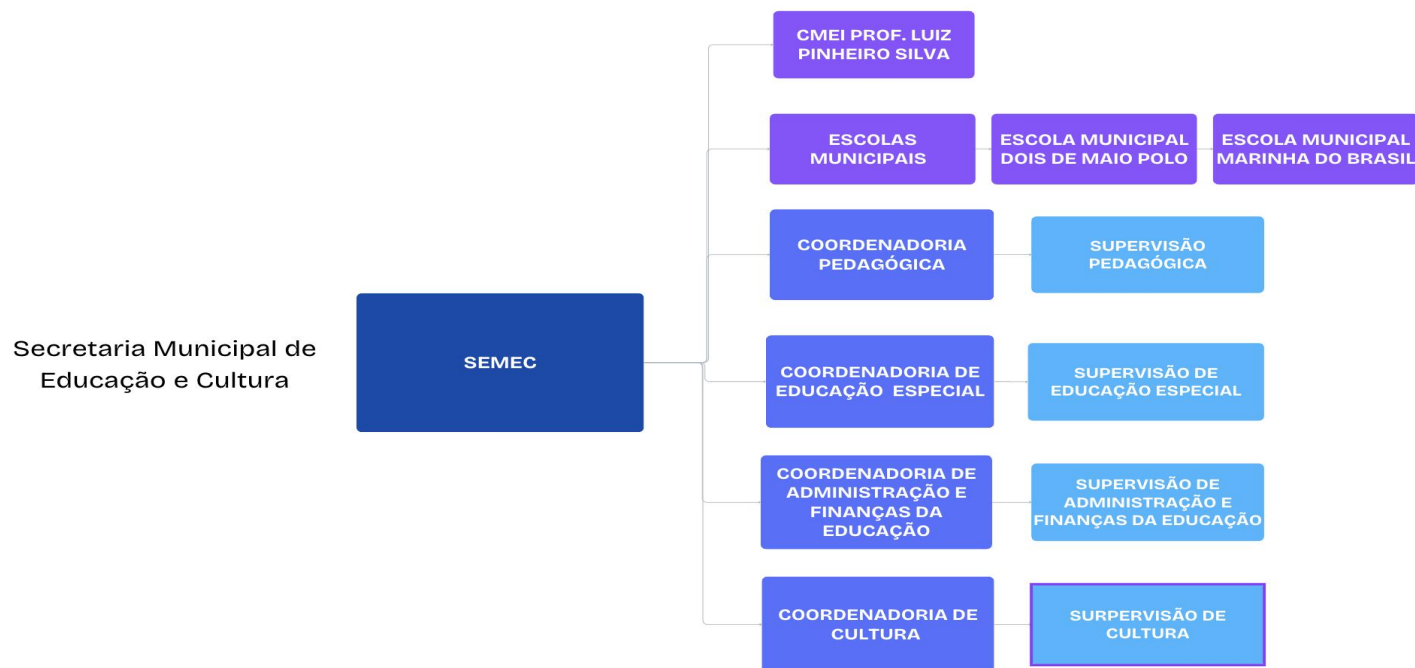 CMEI PROF. LUIZ
PINHEIRO SILVA
ESCOLAS
MUNICIPAIS
ESCOLA MUNICIPAL
DOIS DE MAIO POLO
ESCOLA MUNICIPAL
MARINHA DO BRASIL
COORDENADORIA
PEDAGÓGICA
SUPERVISÃO
PEDAGÓGICA
Secretaria Municipal de
Educação e Cultura
SEMEC
COORDENADORIA DE
EDUCAÇÃO ESPECIAL
SUPERVISÃO DE
EDUCAÇÃO ESPECIAL
COORDENADORIA DE
ADMINISTRAÇÃO E
FINANÇAS DA
EDUCAÇÃO
SUPERVISÃO DE
ADMINISTRAÇÃO E
FINANÇAS DA EDUCAÇÃO
COORDENADORIA DE
CULTURA
SURPERVISÃO DE
CULTURA